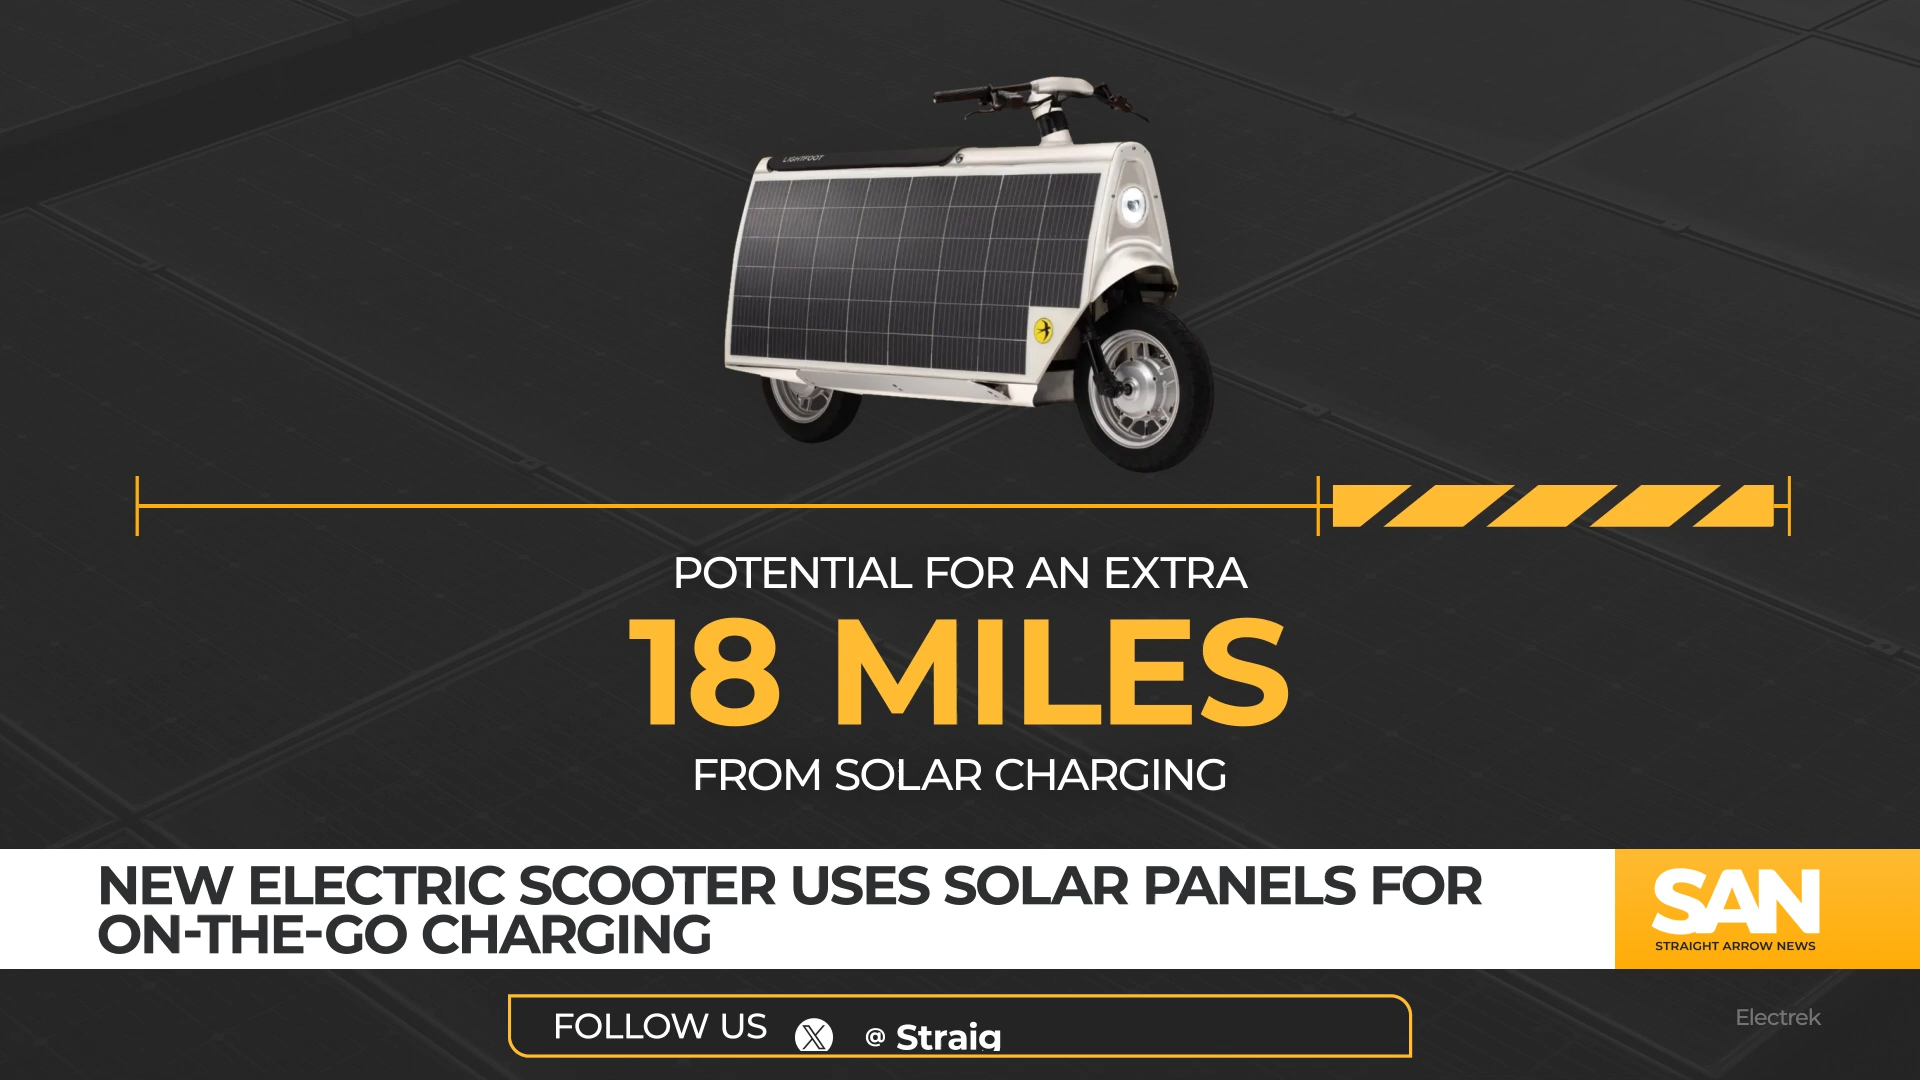 LIGHTFOOT
POTENTIAL FOR AN EXTRA
18 MILES
FROM SOLAR CHARGING
NEW ELECTRIC SCOOTER USES SOLAR PANELS FOR
ON-THE-GO CHARGING
SAN
STRAIGHT ARROW NEWS
FOLLOW US X @ Straig
Electrek